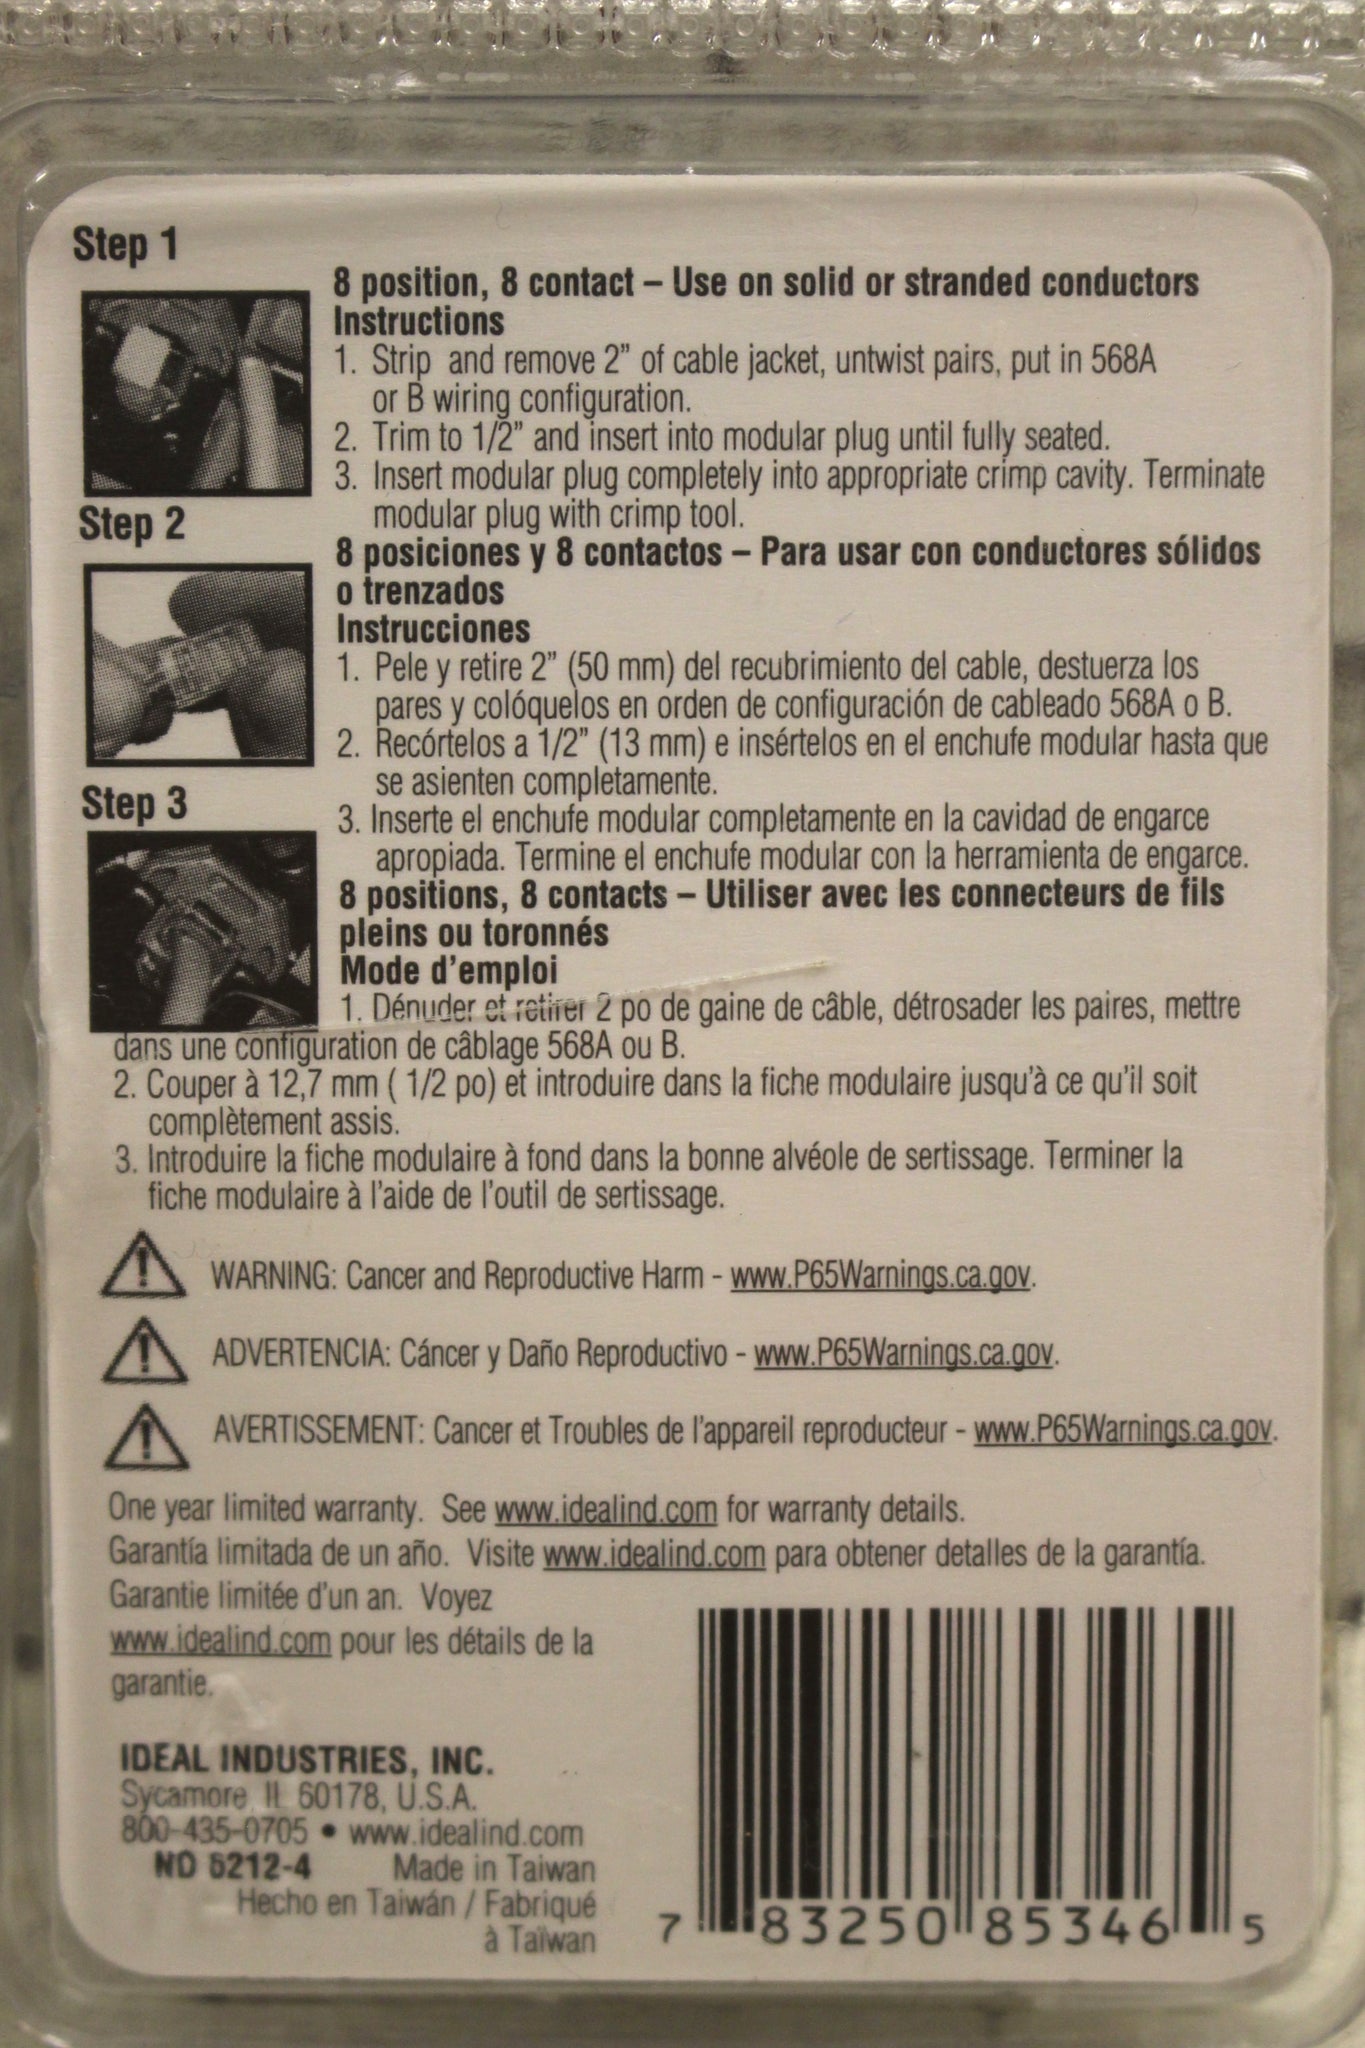 Step 1
8 position, 8 contact – Use on solid or stranded conductors
Instructions
1. Strip and remove 2” of cable jacket, untwist pairs, put in 568A
or B wiring configuration.
2. Trim to 1/2” and insert into modular plug until fully seated.
3. Insert modular plug completely into appropriate crimp cavity. Terminate
modular plug with crimp tool.
Step 2
8 posiciones y 8 contactos – Para usar con conductores sólidos
o trenzados
Instrucciones
1. Pele y retire 2” (50 mm) del recubrimiento del cable, destuerza los
pares y colóquelos en orden de configuración de cableado 568A o B.
2. Recórtelos a 1/2” (13 mm) e insértelos en el enchufe modular hasta que
se asienten completamente.
Step 3
3. Inserte el enchufe modular completamente en la cavidad de engarce
apropiada. Termine el enchufe modular con la herramienta de engarce.
8 positions, 8 contacts – Utiliser avec les connecteurs de fils
pleins ou toronnés
Mode d’emploi
1. Dénuder et retirer 2 po de gaine de câble, détrosader les paires, mettre
dans une configuration de câblage 568A ou B.
2. Couper à 12,7 mm ( 1/2 po) et introduire dans la fiche modulaire jusqu’à ce qu’il soit
complètement assis.
3. Introduire la fiche modulaire à fond dans la bonne alvéole de sertissage. Terminer la
fiche modulaire à l’aide de l’outil de sertissage.
WARNING: Cancer and Reproductive Harm - www.P65Warnings.ca.gov.
ADVERTENCIA: Cáncer y Daño Reproductivo - www.P65Warnings.ca.gov.
AVERTISSEMENT: Cancer et Troubles de l’appareil reproducteur - www.P65Warnings.ca.gov.
One year limited warranty. See www.idealind.com for warranty details.
Garantía limitada de un año. Visite www.idealind.com para obtener detalles de la garantía.
Garantie limitée d’un an. Voyez
www.idealind.com pour les détails de la
garantie.
IDEAL INDUSTRIES, INC.
Sycamore, IL 60178, U.S.A.
800-435-0705 • www.idealind.com
ND 6212-4 Made in Taiwan
Hecho en Taiwán / Fabriqué
à Taïwan
7 83250 85346 5